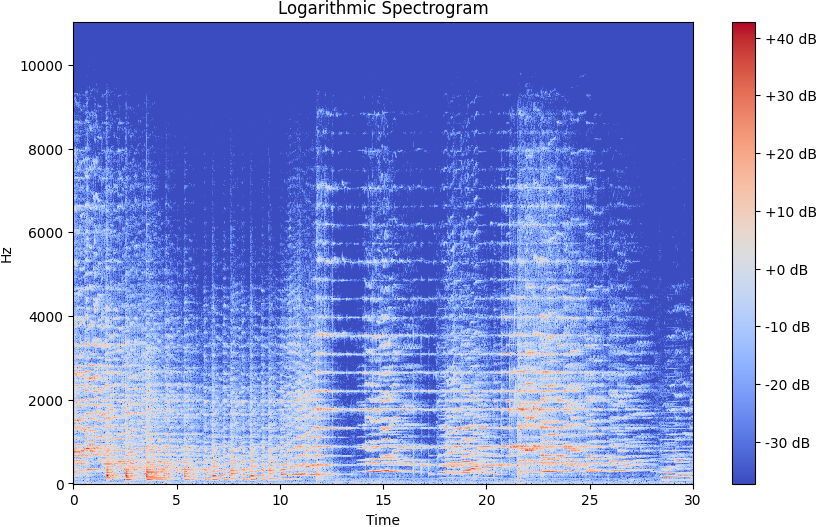 Logarithmic Spectrogram
Hz
10000
8000
6000
4000
2000
0
0 5 10 15 20 25 30
Time
+40 dB
+30 dB
+20 dB
+10 dB
+0 dB
-10 dB
-20 dB
-30 dB